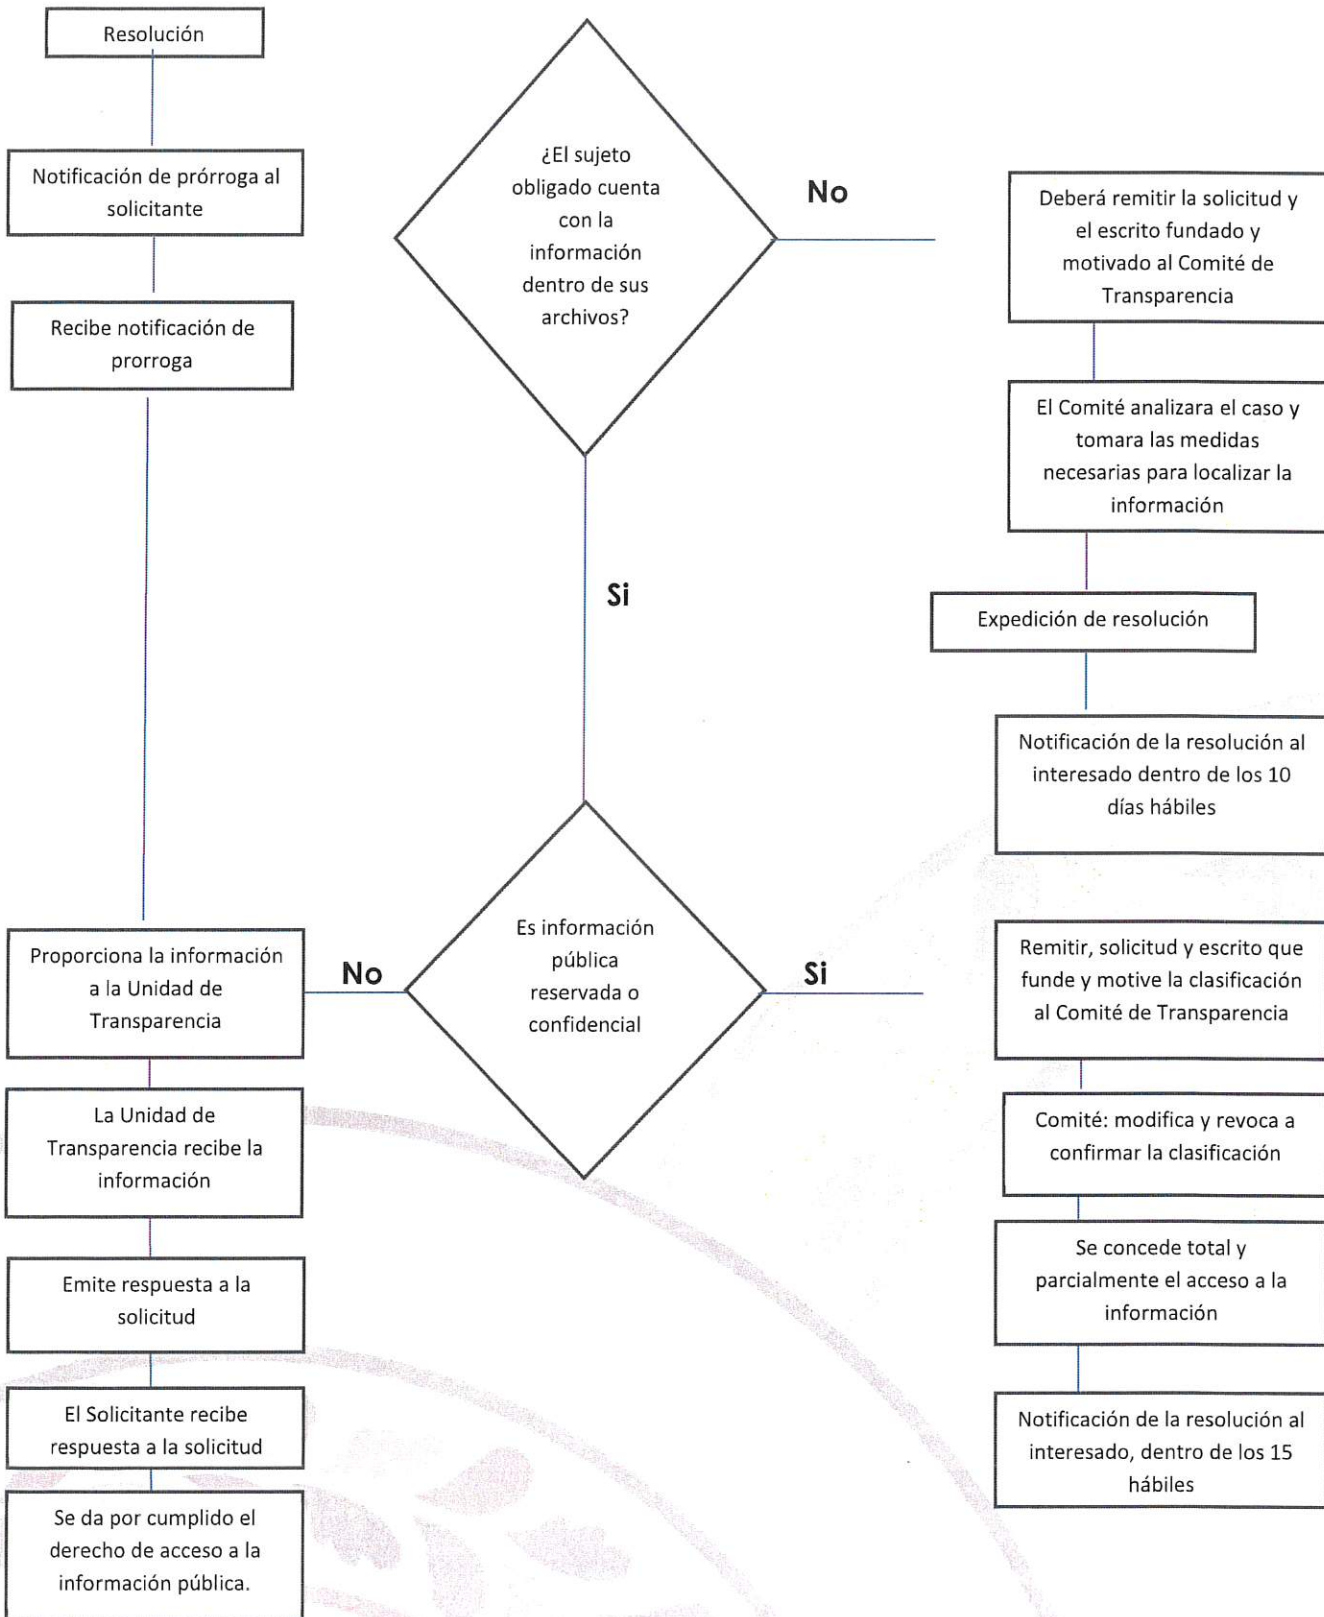 Resolución
Notificación de prórroga al
solicitante
Recibe notificación de
prorroga
¿El sujeto
obligado cuenta
con la
información
dentro de sus
archivos?
No
Deberá remitir la solicitud y
el escrito fundado y
motivado al Comité de
Transparencia
El Comité analizara el caso y
tomara las medidas
necesarias para localizar la
información
Expedición de resolución
Notificación de la resolución al
interesado dentro de los 10
días hábiles
Si
Es información
pública
reservada o
confidencial
No
Proporciona la información
a la Unidad de
Transparencia
La Unidad de
Transparencia recibe la
información
Emite respuesta a la
solicitud
El Solicitante recibe
respuesta a la solicitud
Se da por cumplido el
derecho de acceso a la
información pública.
Si
Remitir, solicitud y escrito que
funde y motive la clasificación
al Comité de Transparencia
Comité: modifica y revoca a
confirmar la clasificación
Se concede total y
parcialmente el acceso a la
información
Notificación de la resolución al
interesado, dentro de los 15
hábiles